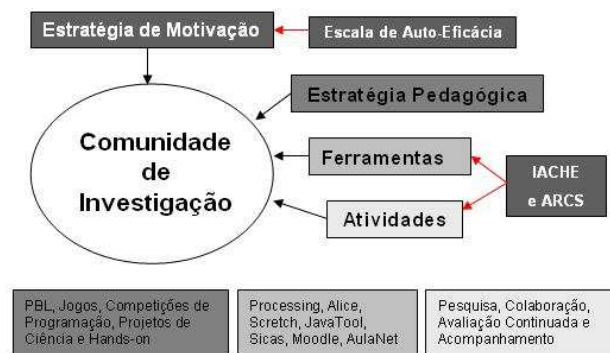 Estratégia de Motivação
Escala de Auto-Eficácia
Estratégia Pedagógica
Comunidade
de
Investigação
Ferramentas
Atividades
IACHE
e ARCS
PBL, Jogos, Competições de
Programação, Projetos de
Ciência e Hands-on
Processing, Alice,
Scretch, JavaTool,
Sicas, Moodle, AulaNet
Pesquisa, Colaboração,
Avaliação Continuada e
Acompanhamento